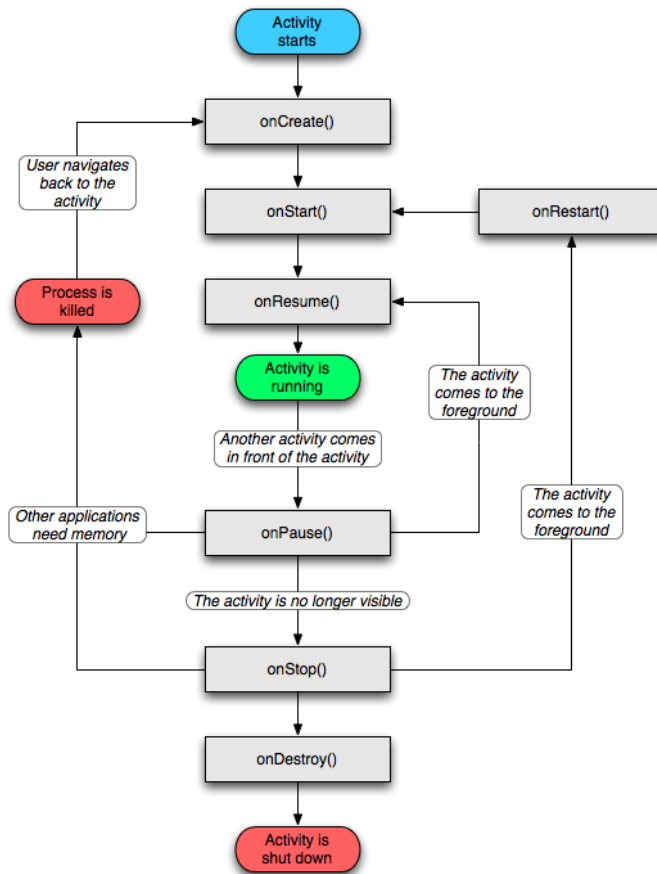 Activity
starts
onCreate()
User navigates
back to the
activity
onStart()
onRestart()
Process is
killed
onResume()
Activity is
running
The activity
comes to the
foreground
Another activity comes
in front of the activity
The activity
comes to the
foreground
Other applications
need memory
onPause()
The activity is no longer visible
onStop()
onDestroy()
Activity is
shut down